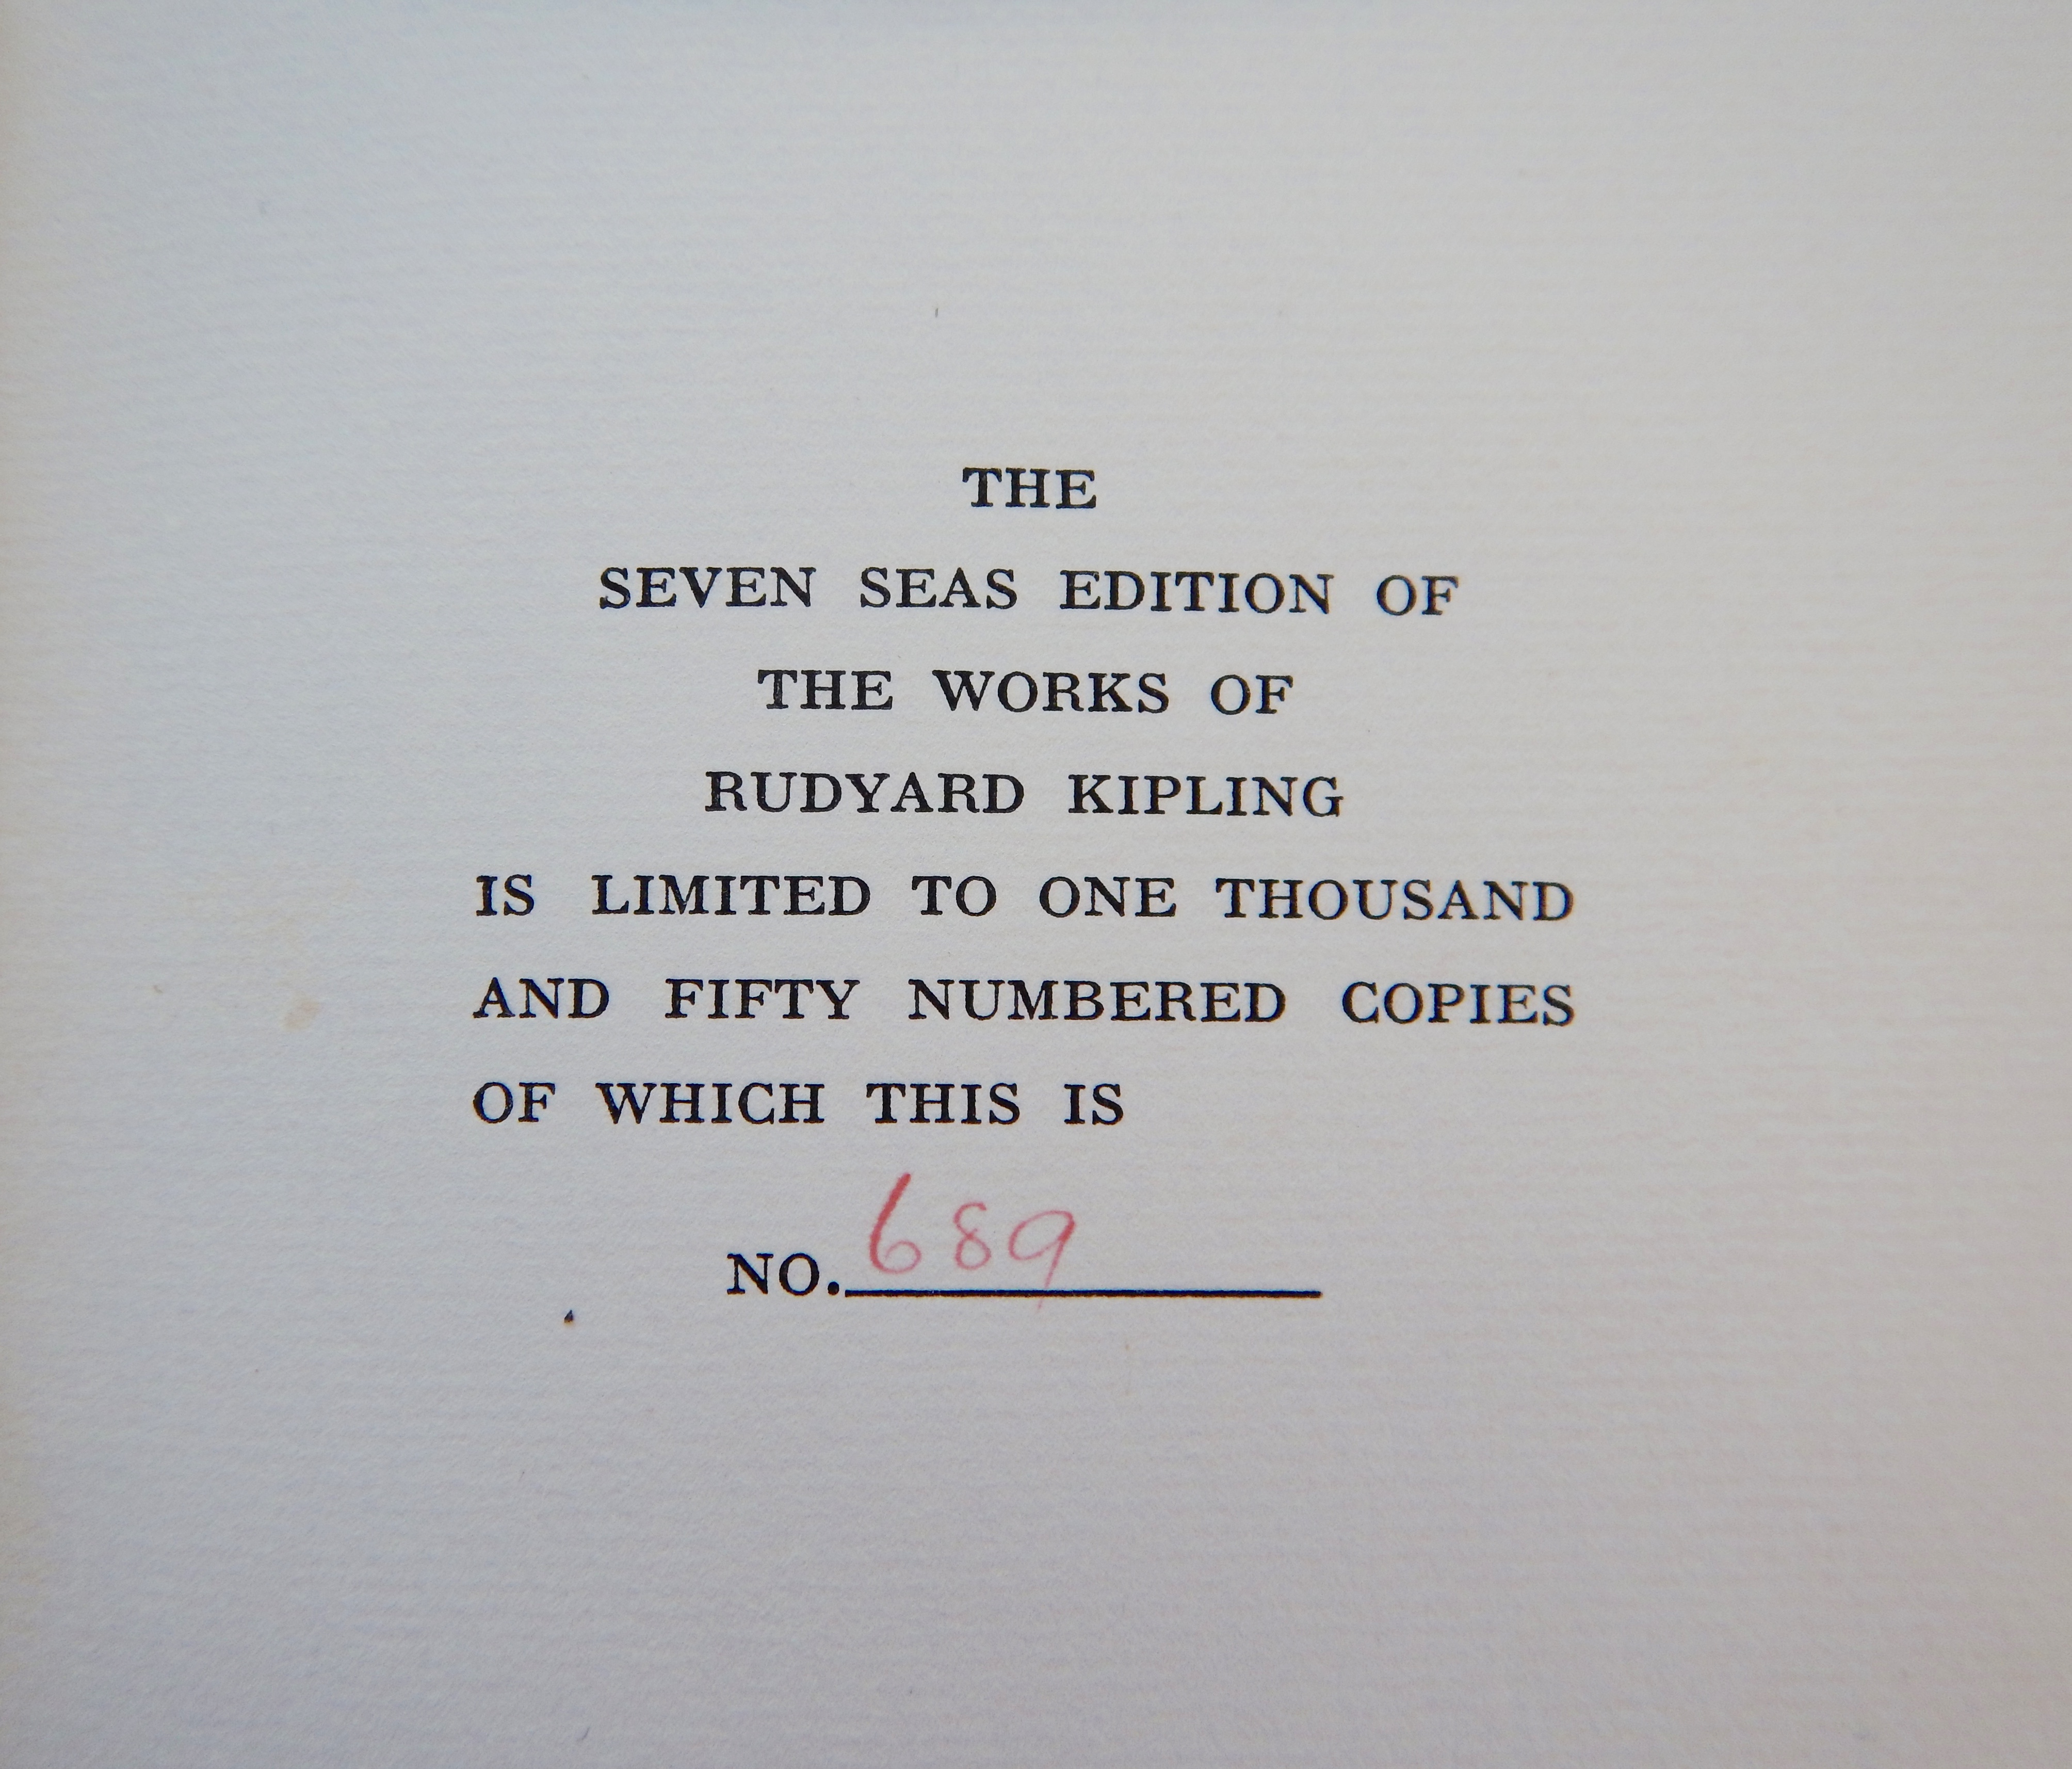 THE
SEVEN SEAS EDITION OF
THE WORKS OF
RUDYARD KIPLING
IS LIMITED TO ONE THOUSAND
AND FIFTY NUMBERED COPIES
OF WHICH THIS IS
NO. 689